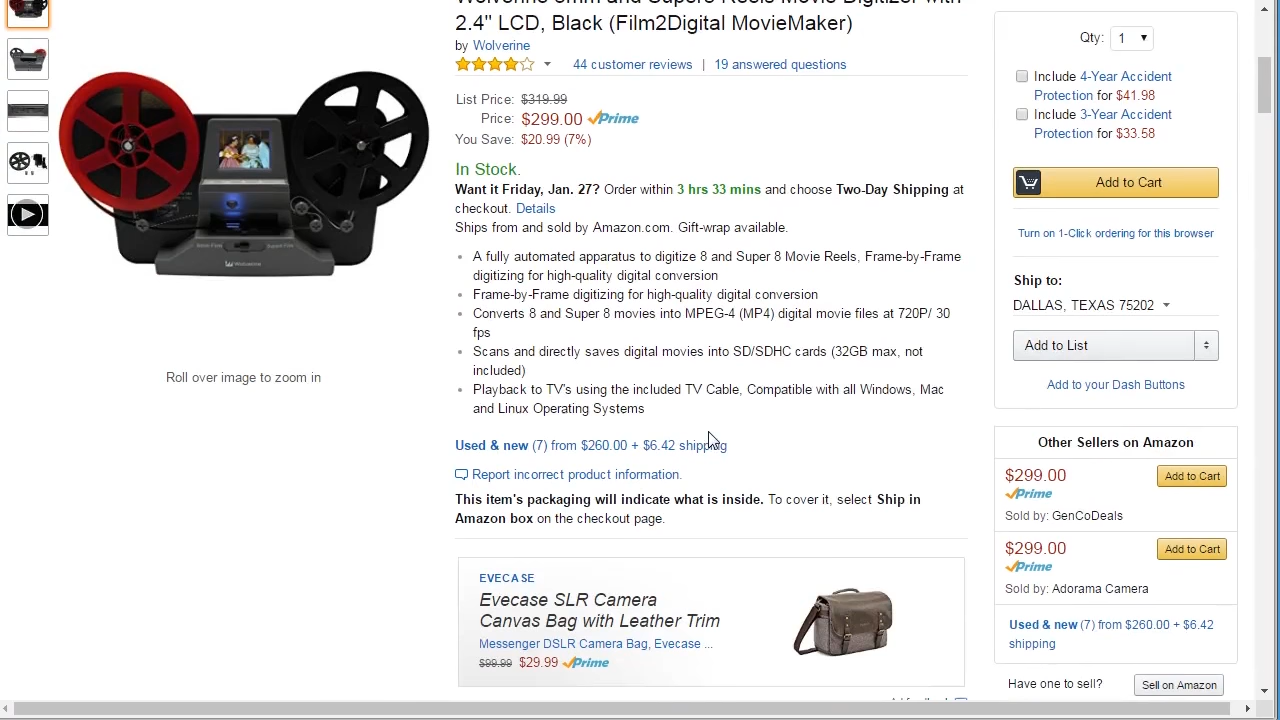 Wolverine 8mm and Super8 Reels Movie Digitizer with
2.4" LCD, Black (Film2Digital MovieMaker)
by Wolverine
44 customer reviews | 19 answered questions
List Price: $319.99
Price: $299.00 Prime
You Save: $20.99 (7%)
In Stock.
Want it Friday, Jan. 27? Order within 3 hrs 33 mins and choose Two-Day Shipping at
checkout. Details
Ships from and sold by Amazon.com. Gift-wrap available.
A fully automated apparatus to digitize 8 and Super 8 Movie Reels, Frame-by-Frame
digitizing for high-quality digital conversion
Frame-by-Frame digitizing for high-quality digital conversion
Converts 8 and Super 8 movies into MPEG-4 (MP4) digital movie files at 720P/ 30
fps
Scans and directly saves digital movies into SD/SDHC cards (32GB max, not
included)
Playback to TV's using the included TV Cable, Compatible with all Windows, Mac
and Linux Operating Systems
Used & new (7) from $260.00 + $6.42 shipping
Report incorrect product information.
This item's packaging will indicate what is inside. To cover it, select Ship in
Amazon box on the checkout page.
EVECASE
Evecase SLR Camera
Canvas Bag with Leather Trim
Messenger DSLR Camera Bag, Evecase ...
$99.99 $29.99 Prime
Wolverine
Roll over image to zoom in
Qty: 1
Include 4-Year Accident
Protection for $41.98
Include 3-Year Accident
Protection for $33.58
Add to Cart
Turn on 1-Click ordering for this browser
Ship to:
DALLAS, TEXAS 75202
Add to List
Add to your Dash Buttons
Other Sellers on Amazon
$299.00 Add to Cart
Prime
Sold by: GenCoDeals
$299.00 Add to Cart
Prime
Sold by: Adorama Camera
Used & new (7) from $260.00 + $6.42
shipping
Have one to sell? Sell on Amazon